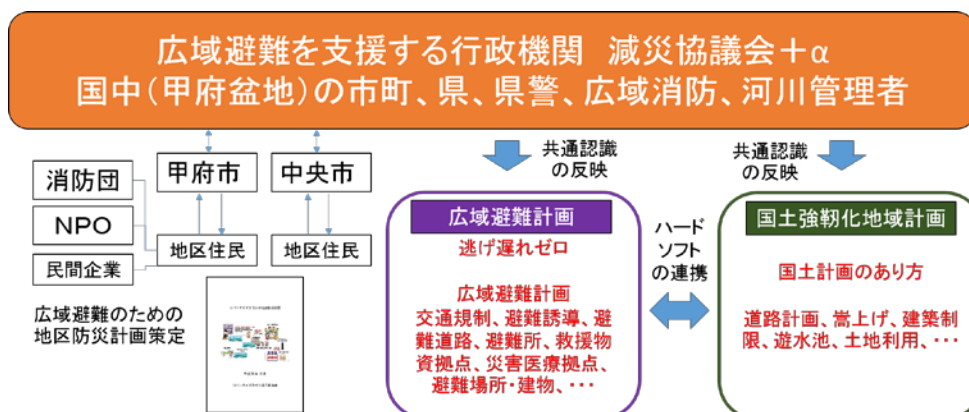 広域避難を支援する行政機関　減災協議会＋α
国中（甲府盆地）の市町、県、県警、広域消防、河川管理者
消防団
NPO
民間企業
甲府市
中央市
地区住民
地区住民
広域避難のための
地区防災計画策定
共通認識
の反映
共通認識
の反映
広域避難計画
逃げ遅れゼロ
広域避難計画
交通規制、避難誘導、避
難道路、避難所、救援物
資拠点、災害医療拠点、
避難場所・建物、・・・
ハード
ソフト
の連携
国土強靭化地域計画
国土計画のあり方
道路計画、嵩上げ、建築制
限、遊水池、土地利用、・・・